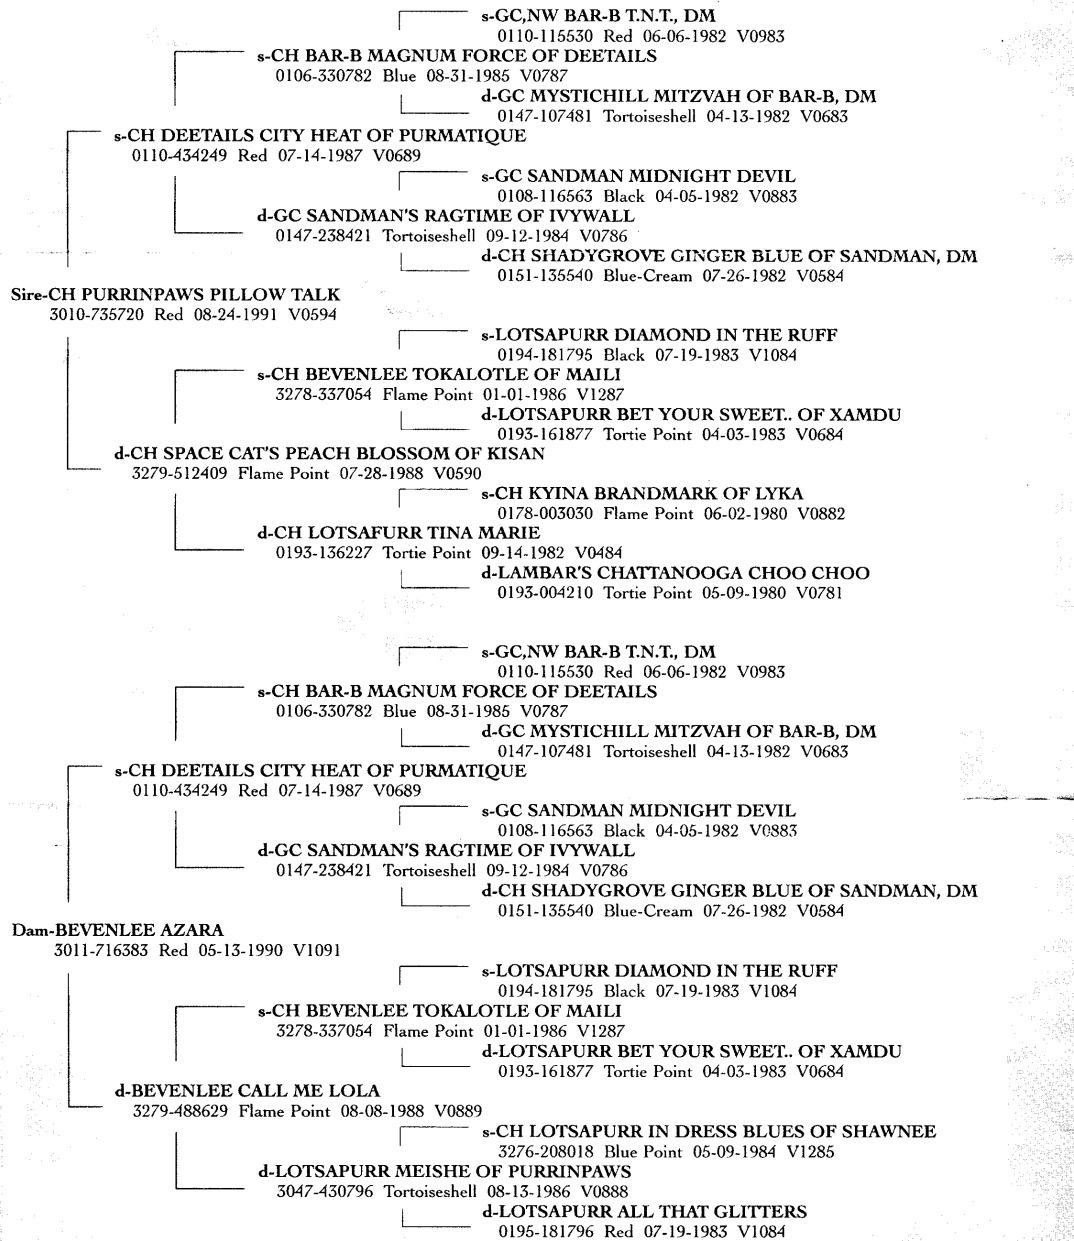 s-GC,NW BAR-B T.N.T., DM
0110-115530 Red 06-06-1982 V0983
s-CH BAR-B MAGNUM FORCE OF DEETAILS
0106-330782 Blue 08-31-1985 V0787
d-GC MYSTICHILL MITZVAH OF BAR-B, DM
0147-107481 Tortoiseshell 04-13-1982 V0683
s-CH DEETAILS CITY HEAT OF PURMATIQUE
0110-434249 Red 07-14-1987 V0689
s-GC SANDMAN MIDNIGHT DEVIL
0108-116563 Black 04-05-1982 V0883
d-GC SANDMAN'S RAGTIME OF IVYWALL
0147-238421 Tortoiseshell 09-12-1984 V0786
d-CH SHADYGROVE GINGER BLUE OF SANDMAN, DM
0151-135540 Blue-Cream 07-26-1982 V0584
Sire-CH PURRINPAWS PILLOW TALK
3010-735720 Red 08-24-1991 V0594
s-LOTSAPURR DIAMOND IN THE RUFF
0194-181795 Black 07-19-1983 V1084
s-CH BEVENLEE TOKALOTLE OF MAILI
3278-337054 Flame Point 01-01-1986 V1287
d-LOTSAPURR BET YOUR SWEET.. OF XAMDU
0193-161877 Tortie Point 04-03-1983 V0684
d-CH SPACE CAT'S PEACH BLOSSOM OF KISAN
3279-512409 Flame Point 07-28-1988 V0590
s-CH KYINA BRANDMARK OF LYKA
0178-003030 Flame Point 06-02-1980 V0882
d-CH LOTSAFURR TINA MARIE
0193-136227 Tortie Point 09-14-1982 V0484
d-LAMBAR'S CHATTANOOGA CHOO CHOO
0193-004210 Tortie Point 05-09-1980 V0781
s-GC,NW BAR-B T.N.T., DM
0110-115530 Red 06-06-1982 V0983
s-CH BAR-B MAGNUM FORCE OF DEETAILS
0106-330782 Blue 08-31-1985 V0787
d-GC MYSTICHILL MITZVAH OF BAR-B, DM
0147-107481 Tortoiseshell 04-13-1982 V0683
s-CH DEETAILS CITY HEAT OF PURMATIQUE
0110-434249 Red 07-14-1987 V0689
s-GC SANDMAN MIDNIGHT DEVIL
0108-116563 Black 04-05-1982 V0883
d-GC SANDMAN'S RAGTIME OF IVYWALL
0147-238421 Tortoiseshell 09-12-1984 V0786
d-CH SHADYGROVE GINGER BLUE OF SANDMAN, DM
0151-135540 Blue-Cream 07-26-1982 V0584
Dam-BEVENLEE AZARA
3011-716383 Red 05-13-1990 V1091
s-LOTSAPURR DIAMOND IN THE RUFF
0194-181795 Black 07-19-1983 V1084
s-CH BEVENLEE TOKALOTLE OF MAILI
3278-337054 Flame Point 01-01-1986 V1287
d-LOTSAPURR BET YOUR SWEET.. OF XAMDU
0193-161877 Tortie Point 04-03-1983 V0684
d-BEVENLEE CALL ME LOLA
3279-488629 Flame Point 08-08-1988 V0889
s-CH LOTSAPURR IN DRESS BLUES OF SHAWNEE
3276-208018 Blue Point 05-09-1984 V1285
d-LOTSAPURR MEISHE OF PURRINPAWS
3047-430796 Tortoiseshell 08-13-1986 V0888
d-LOTSAPURR ALL THAT GLITTERS
0195-181796 Red 07-19-1983 V1084